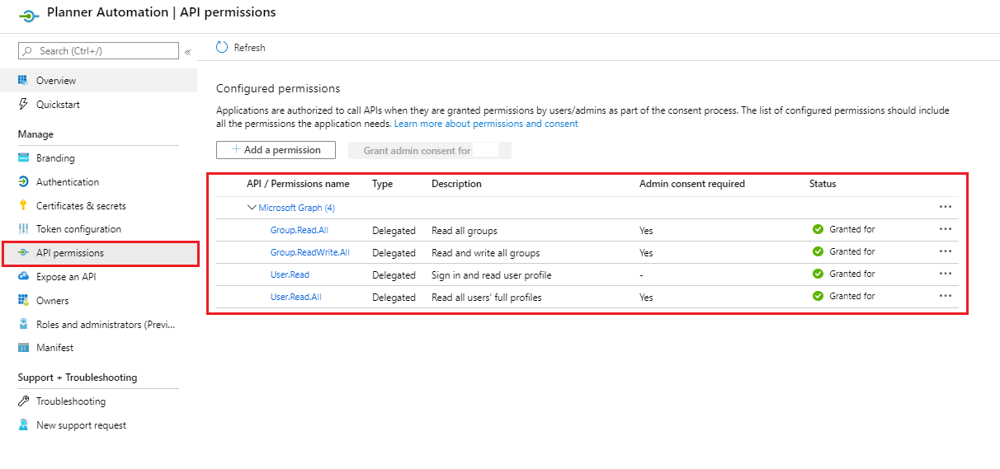 Planner Automation | API permissions
Search (Ctrl+/)
«
Refresh
Overview
Quickstart
Manage
Branding
Authentication
Certificates & secrets
Token configuration
API permissions
Expose an API
Owners
Roles and administrators (Previ...
Manifest
Support + Troubleshooting
Troubleshooting
New support request
Configured permissions
Applications are authorized to call APIs when they are granted permissions by users/admins as part of the consent process. The list of configured permissions should include
all the permissions the application needs. Learn more about permissions and consent
+ Add a permission Grant admin consent for
API / Permissions name Type Description Admin consent required Status
Microsoft Graph (4) ...
Group.Read.All Delegated Read all groups Yes Granted for ...
Group.ReadWrite.All Delegated Read and write all groups Yes Granted for ...
User.Read Delegated Sign in and read user profile - Granted for ...
User.Read.All Delegated Read all users' full profiles Yes Granted for ...